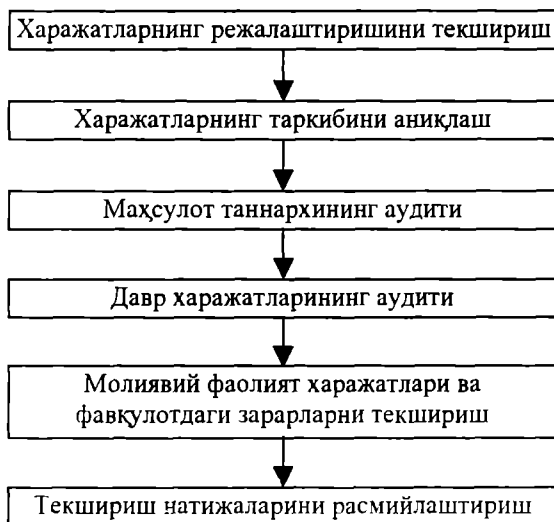 Харажатларнинг режалаштиришини текшириш
Харажатларнинг таркибини аниқлаш
Маҳсулот таннархининг аудити
Давр харажатларининг аудити
Молиявий фаолият харажатлари ва
фавқулотдаги зарарларни текшириш
Текшириш натижаларини расмийлаштириш